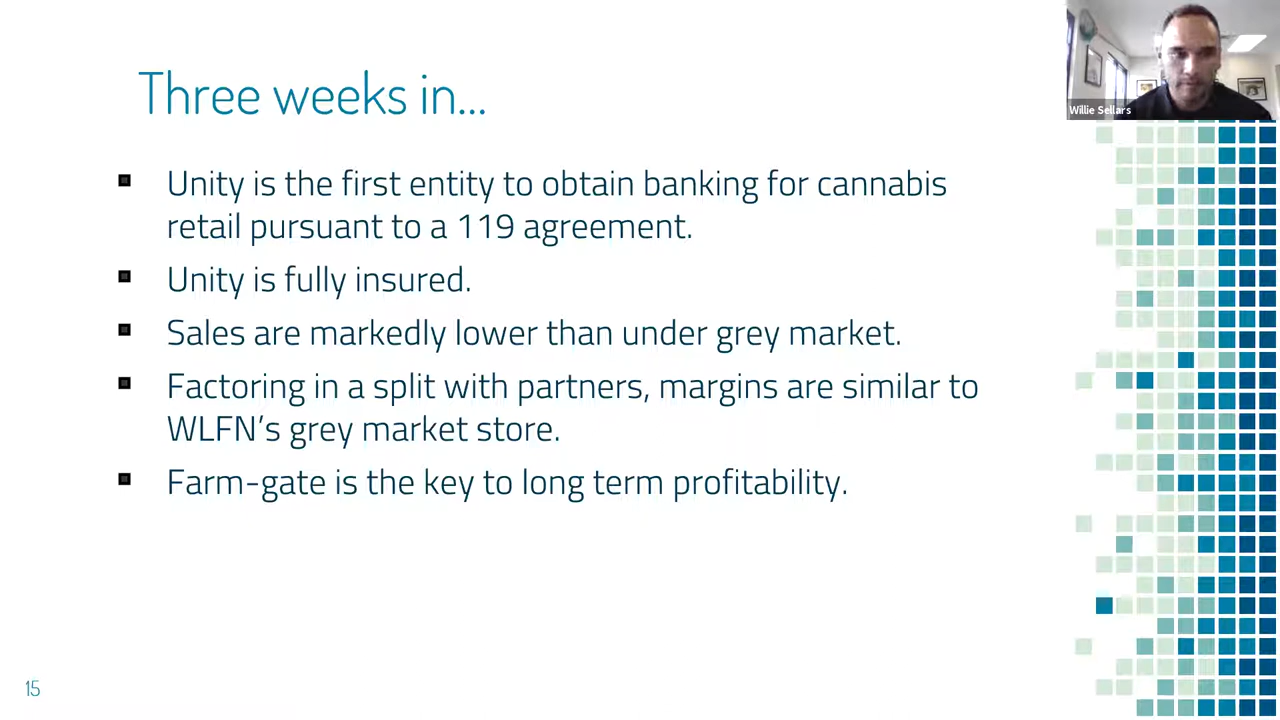 Three weeks in...
Willie Sellars
Unity is the first entity to obtain banking for cannabis
retail pursuant to a 119 agreement.
Unity is fully insured.
Sales are markedly lower than under grey market.
Factoring in a split with partners, margins are similar to
WLFN’s grey market store.
Farm-gate is the key to long term profitability.
15